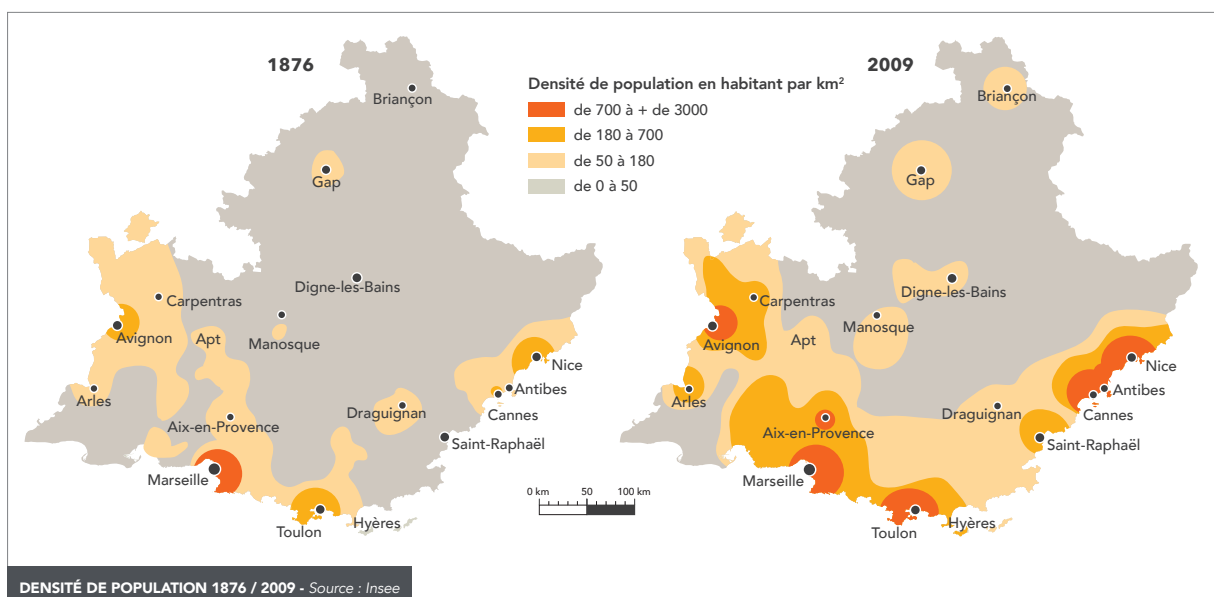 1876
Briançon
Gap
Digne-les-Bains
Carpentras
Avignon
Apt
Manosque
Nice
Antibes
Cannes
Arles
Draguignan
Aix-en-Provence
Saint-Raphaël
Marseille
Toulon
Hyères
Densité de population en habitant par km²
de 700 à + de 3000
de 180 à 700
de 50 à 180
de 0 à 50
0 km 50 100 km
2009
Briançon
Gap
Digne-les-Bains
Carpentras
Manosque
Avignon
Apt
Nice
Antibes
Cannes
Arles
Draguignan
Aix-en-Provence
Saint-Raphaël
Marseille
Toulon
Hyères
DENSITÉ DE POPULATION 1876 / 2009 - Source : Insee